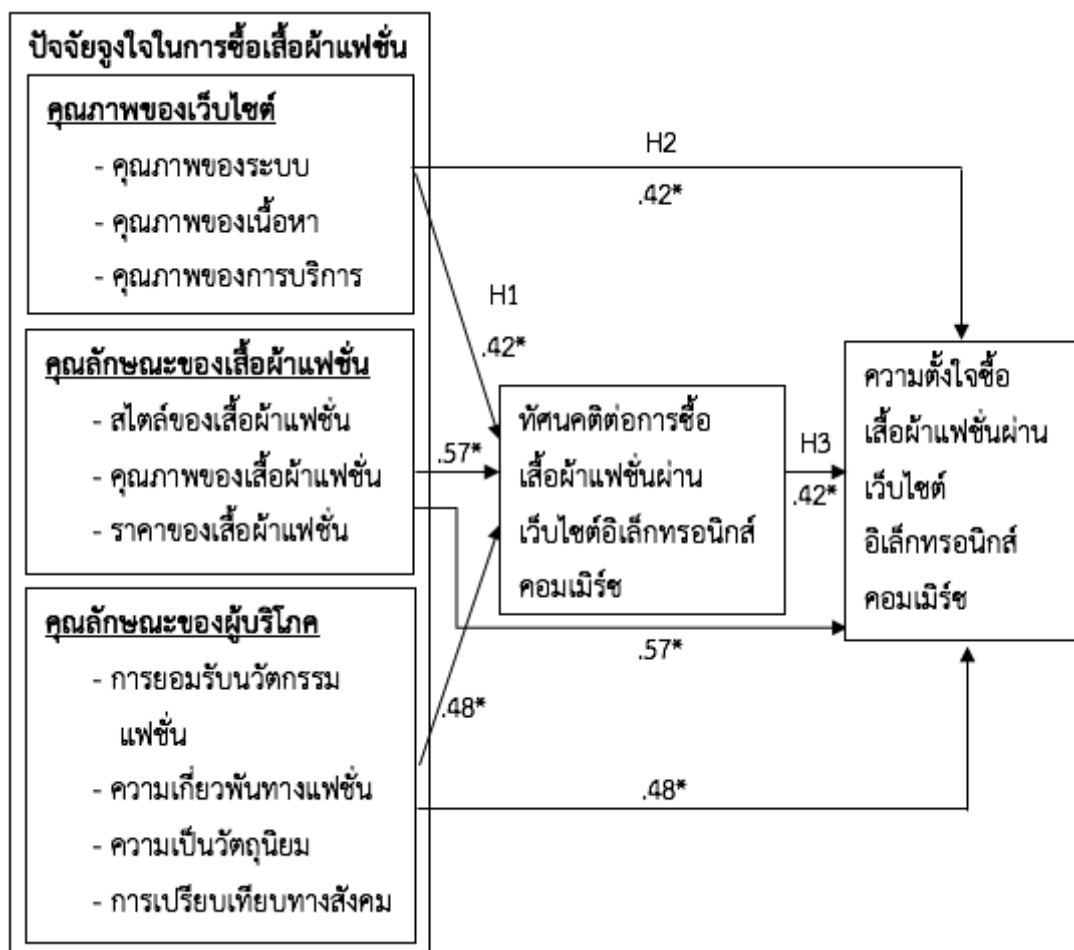 ปัจจัยจูงใจในการซื้อเสื้อผ้าแฟชั่น
คุณภาพของเว็บไซต์
- คุณภาพของระบบ
- คุณภาพของเนื้อหา
- คุณภาพของการบริการ
คุณลักษณะของเสื้อผ้าแฟชั่น
- สไตล์ของเสื้อผ้าแฟชั่น
- คุณภาพของเสื้อผ้าแฟชั่น
- ราคาของเสื้อผ้าแฟชั่น
คุณลักษณะของผู้บริโภค
- การยอมรับนวัตกรรม
แฟชั่น
- ความเกี่ยวพันทางแฟชั่น
- ความเป็นวัตถุนิยม
- การเปรียบเทียบทางสังคม
H2
.42*
H1
.42*
.57*
.48*
ทัศนคติต่อการซื้อ
เสื้อผ้าแฟชั่นผ่าน
เว็บไซต์อิเล็กทรอนิกส์
คอมเมิร์ซ
H3
.42*
.57*
.48*
ความตั้งใจซื้อ
เสื้อผ้าแฟชั่นผ่าน
เว็บไซต์
อิเล็กทรอนิกส์
คอมเมิร์ซ